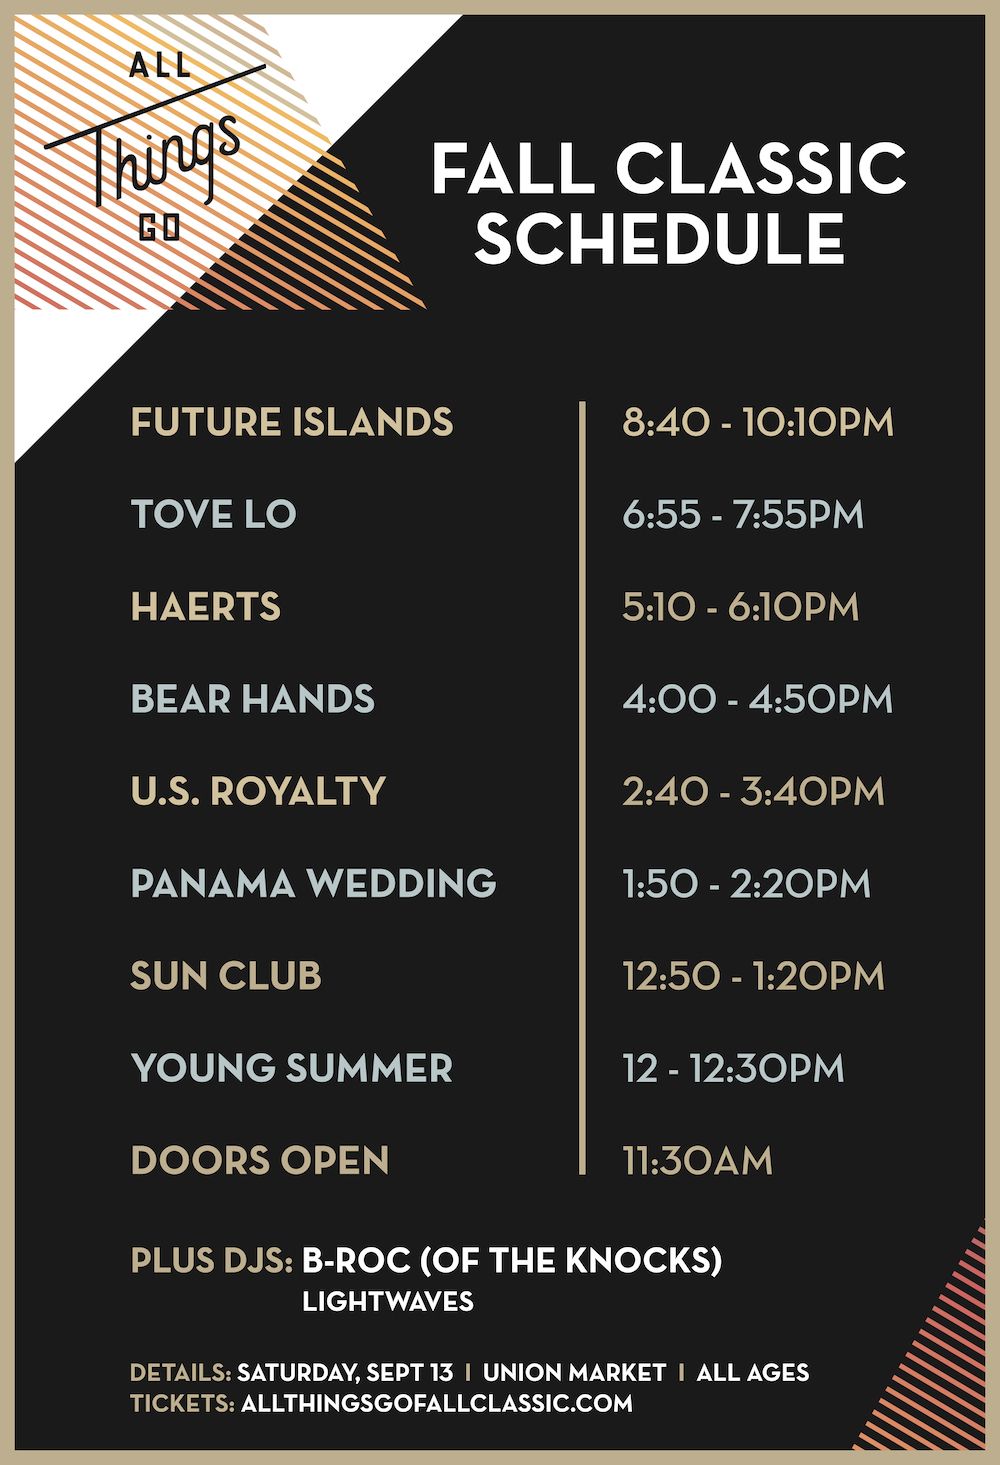 ALL
Things
GO
FALL CLASSIC
SCHEDULE
FUTURE ISLANDS 8:40 - 10:10PM
TOVE LO 6:55 - 7:55PM
HAERTS 5:10 - 6:10PM
BEAR HANDS 4:00 - 4:50PM
U.S. ROYALTY 2:40 - 3:40PM
PANAMA WEDDING 1:50 - 2:20PM
SUN CLUB 12:50 - 1:20PM
YOUNG SUMMER 12 - 12:30PM
DOORS OPEN 11:30AM
PLUS DJS: B-ROC (OF THE KNOCKS)
LIGHTWAVES
DETAILS: SATURDAY, SEPT 13 | UNION MARKET | ALL AGES
TICKETS: ALLTHINGSGOFALLCLASSIC.COM